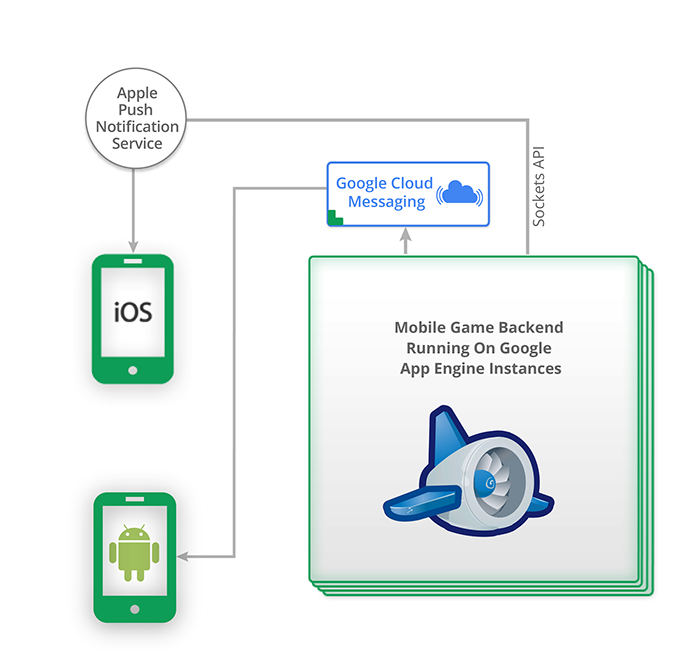 Apple
Push
Notification
Service
Google Cloud
Messaging
Sockets API
iOS
Mobile Game Backend
Running On Google
App Engine Instances